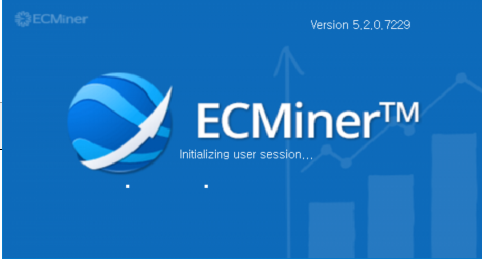 ECMiner
Version 5,2,0,7229
ECMiner™
Initializing user session,,,